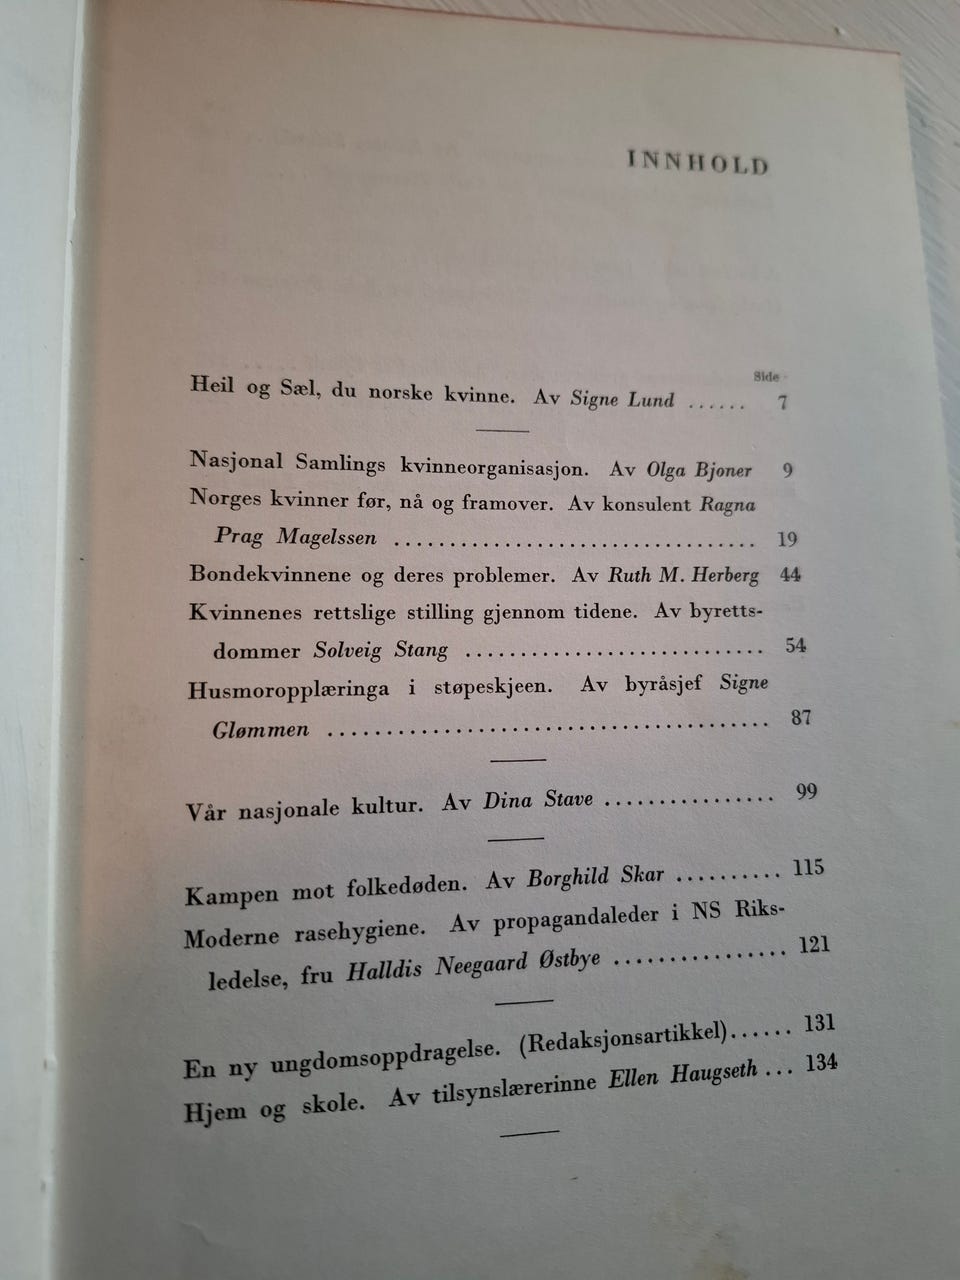 INNHOLD
Side
Heil og Sæl, du norske kvinne. Av Signe Lund ...... 7
Nasjonal Samlings kvinneorganisasjon. Av Olga Bjoner 9
Norges kvinner før, nå og framover. Av konsulent Ragna
Prag Magelssen ................................. 19
Bondekvinnene og deres problemer. Av Ruth M. Herberg 44
Kvinnenes rettslige stilling gjennom tidene. Av byretts-
dommer Solveig Stang ........................... 54
Husmoropplæringa i støpeskjeen. Av byråsjef Signe
Glømmen ...................................... 87
Vår nasjonale kultur. Av Dina Stave ............... 99
Kampen mot folkedøden. Av Borghild Skar .......... 115
Moderne rasehygiene. Av propagandaleder i NS Riks-
ledelse, fru Halldis Neegaard Østbye ............... 121
En ny ungdomsoppdragelse. (Redaksjonsartikkel)...... 131
Hjem og skole. Av tilsynslærerinne Ellen Haugseth ... 134